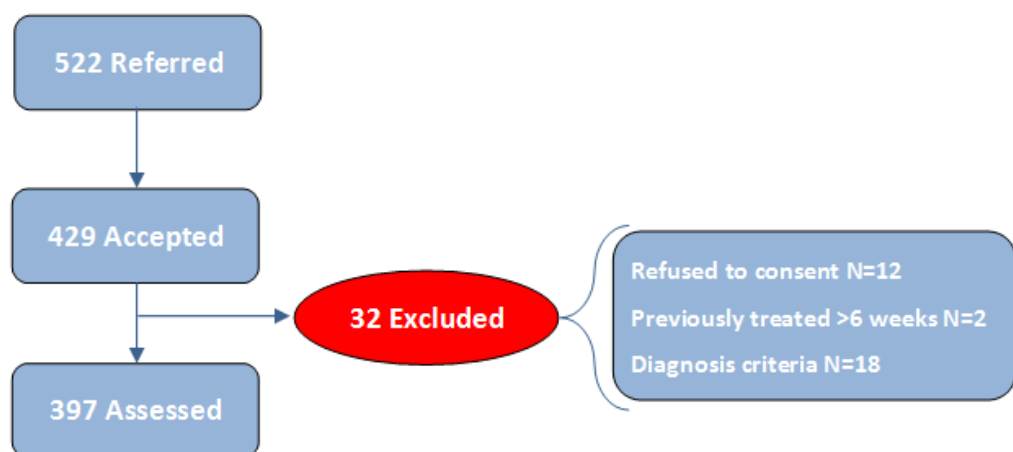 522 Referred
429 Accepted
32 Excluded
Refused to consent N=12
Previously treated >6 weeks N=2
Diagnosis criteria N=18
397 Assessed